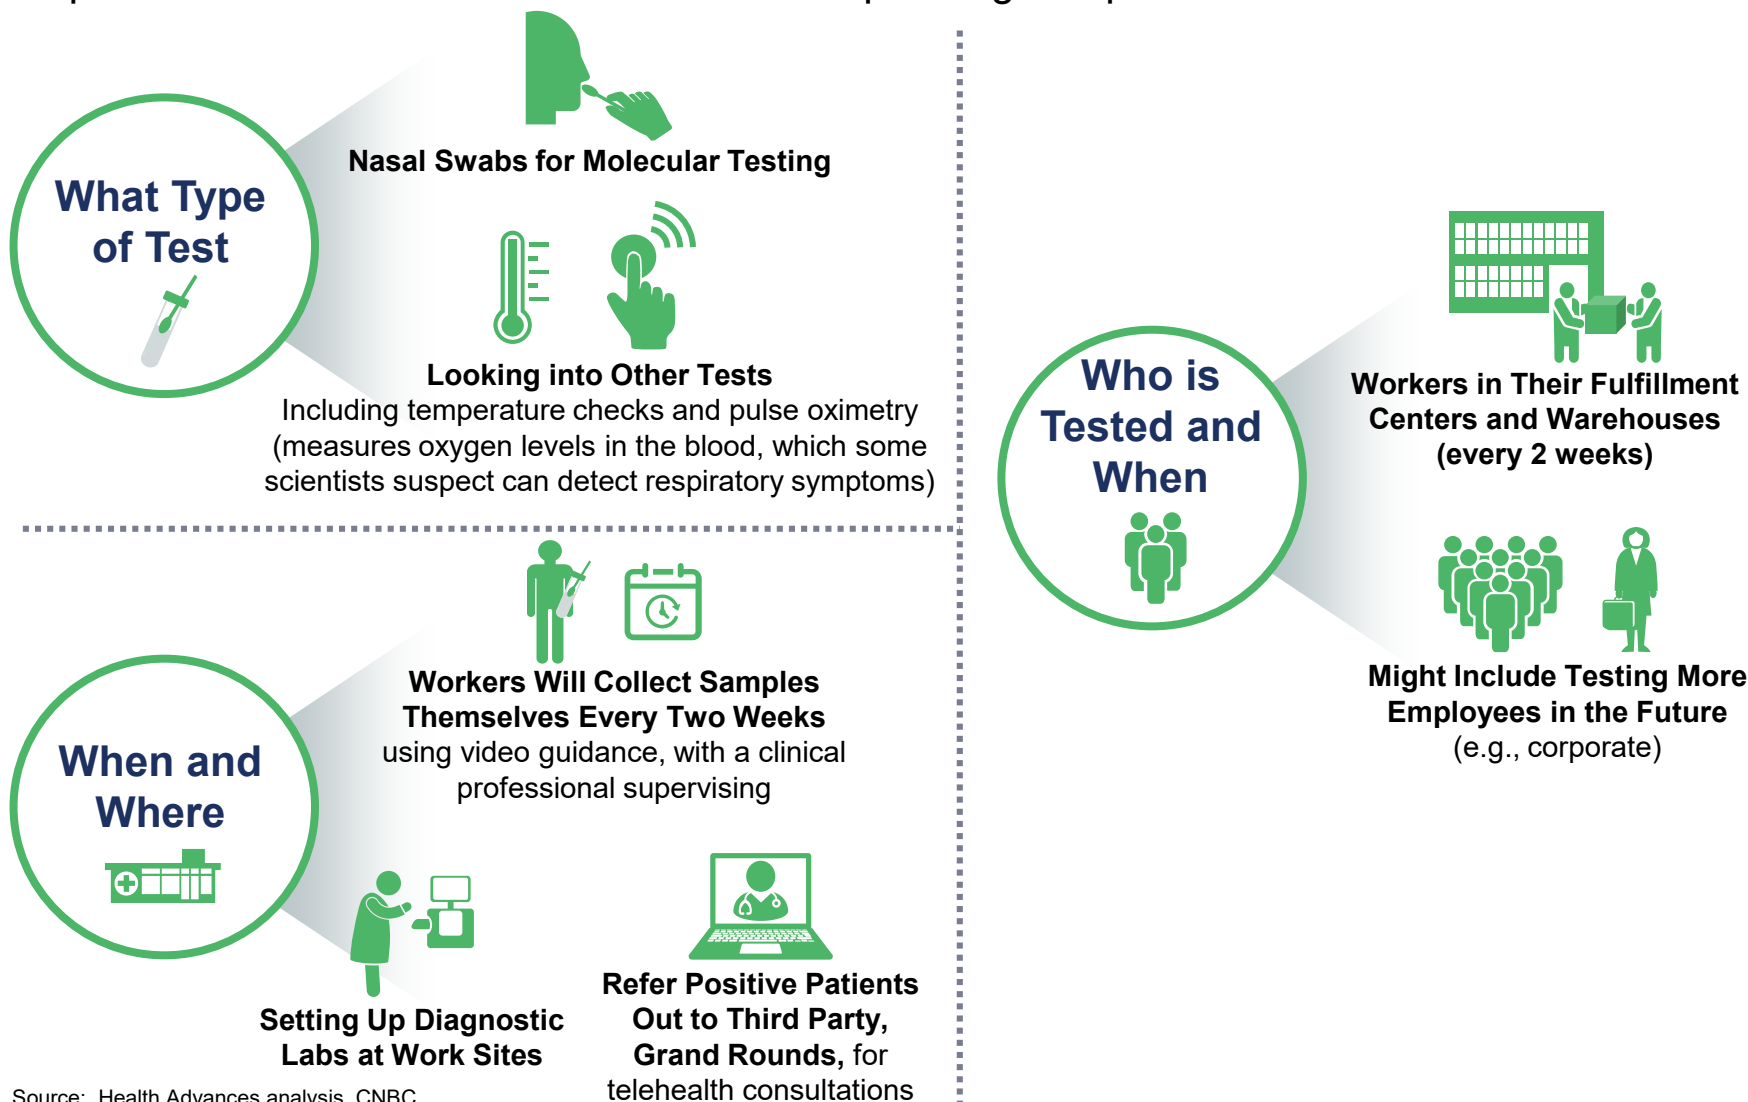 What Type
of Test
Nasal Swabs for Molecular Testing
Looking into Other Tests
Including temperature checks and pulse oximetry
(measures oxygen levels in the blood, which some
scientists suspect can detect respiratory symptoms)
When and
Where
Workers Will Collect Samples
Themselves Every Two Weeks
using video guidance, with a clinical
professional supervising
Setting Up Diagnostic
Labs at Work Sites
Refer Positive Patients
Out to Third Party,
Grand Rounds, for
telehealth consultations
Who is
Tested and
When
Workers in Their Fulfillment
Centers and Warehouses
(every 2 weeks)
Might Include Testing More
Employees in the Future
(e.g., corporate)
Source: Health Advances analysis, CNBC